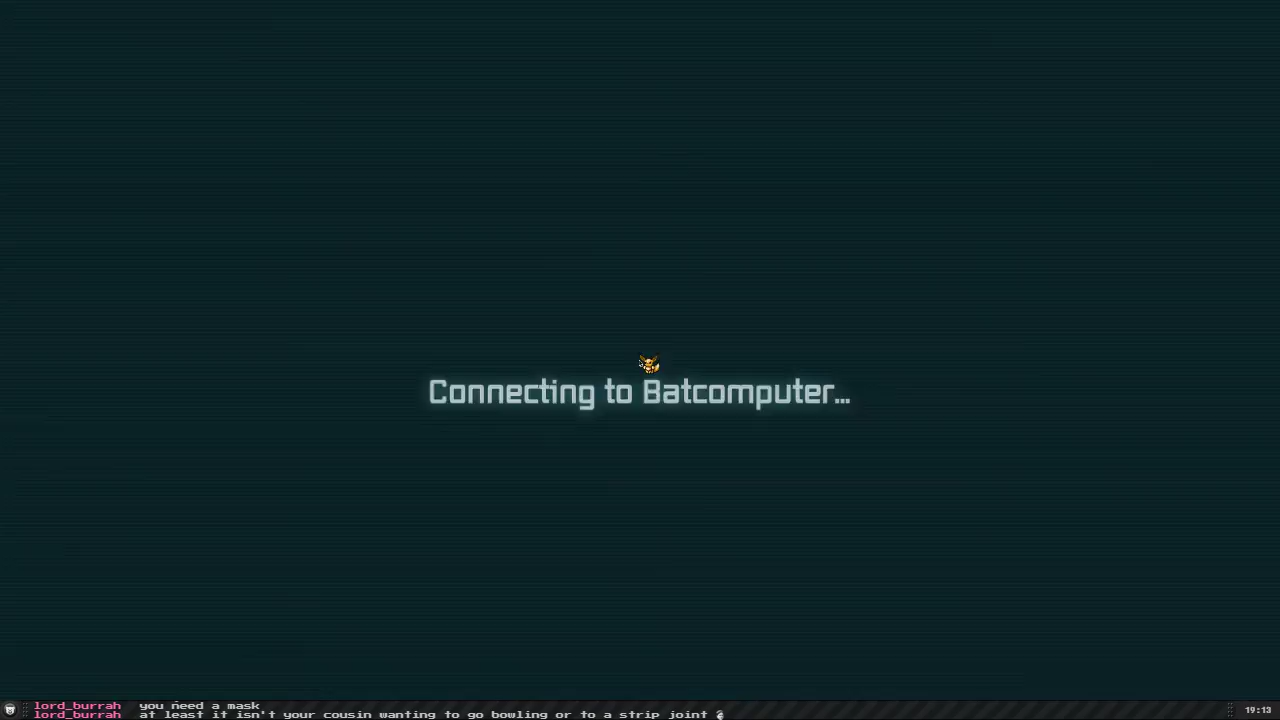 Connecting to Batcomputer...
lord_burrah you need a mask
lord_burrah at least it isn't your cousin wanting to go bowling or to a strip joint
19:13